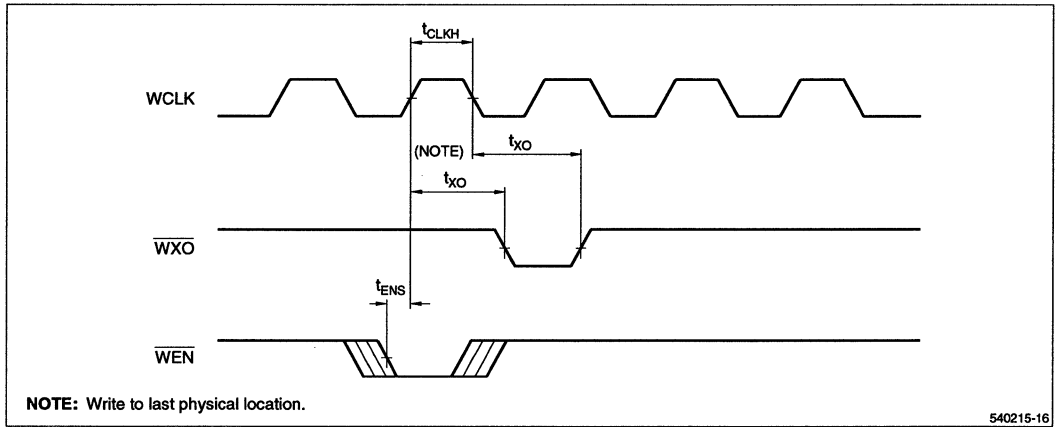 tCLKH
WCLK
(NOTE)
tXO
tXO
WXO
tENS
WEN
NOTE: Write to last physical location.
540215-16